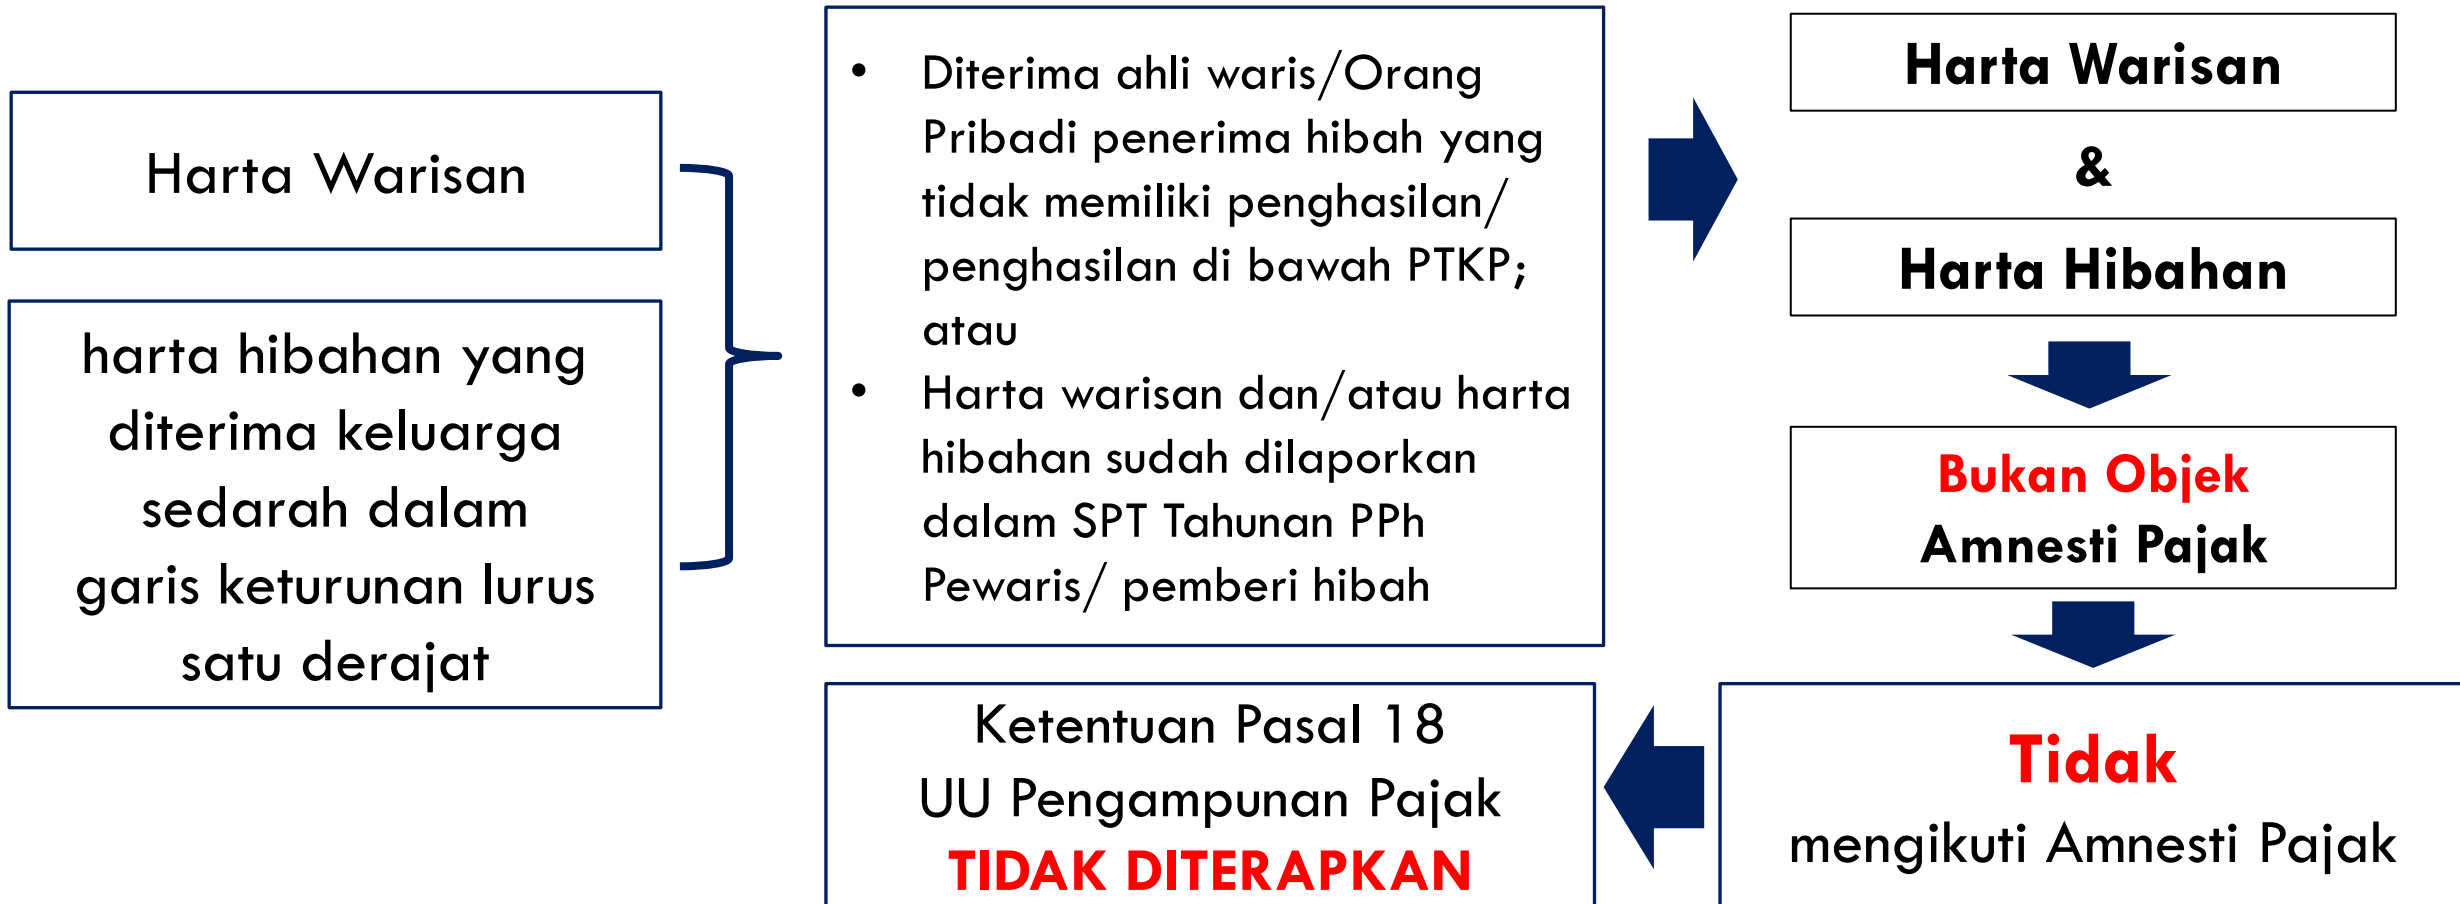 Harta Warisan
harta hibahan yang
diterima keluarga
sedarah dalam
garis keturunan lurus
satu derajat
• Diterima ahli waris/Orang
Pribadi penerima hibah yang
tidak memiliki penghasilan/
penghasilan di bawah PTKP;
atau
• Harta warisan dan/atau harta
hibahan sudah dilaporkan
dalam SPT Tahunan PPh
Pewaris/ pemberi hibah
Harta Warisan
&
Harta Hibahan
Bukan Objek
Amnesti Pajak
Tidak
mengikuti Amnesti Pajak
Ketentuan Pasal 18
UU Pengampunan Pajak
TIDAK DITERAPKAN